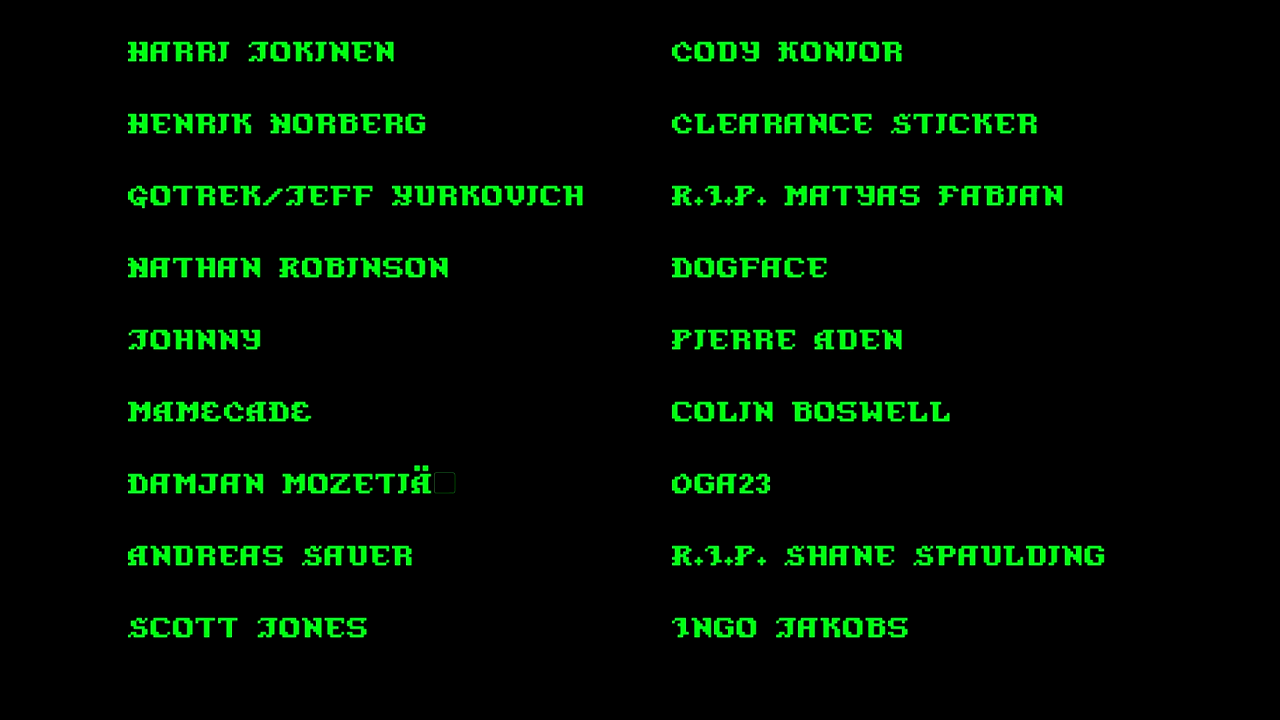 HARRI JOKINEN
HENRIK NORBERG
GOTREK/JEFF YURKOVICH
NATHAN ROBINSON
JOHNNY
MAMECADE
DAMJAN MOZETIÄ□
ANDREAS SAUER
SCOTT JONES
CODY KONIOR
CLEARANCE STICKER
R.I.P. MATYAS FABIAN
DOGFACE
PIERRE ADEN
COLIN BOSWELL
OGA23
R.I.P. SHANE SPAULDING
INGO JAKOBS